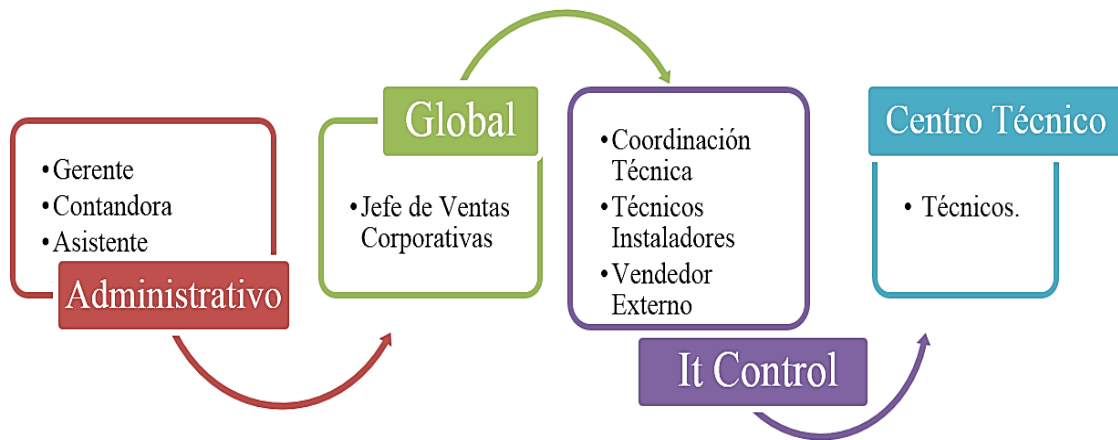 • Gerente
• Contandora
• Asistente
Administrativo
Global
• Jefe de Ventas
Corporativas
• Coordinación
Técnica
• Técnicos
Instaladores
• Vendedor
Externo
It Control
Centro Técnico
• Técnicos.